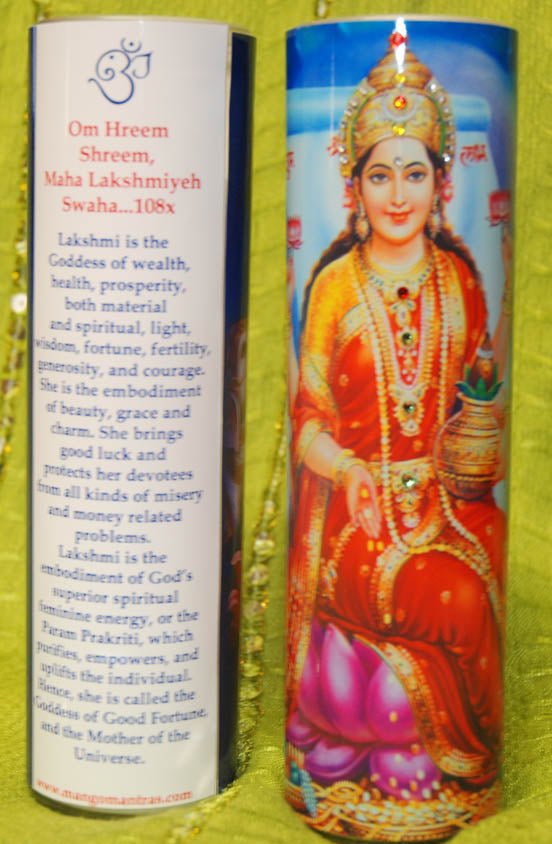 ॐ
Om Hreem
Shreem,
Maha Lakshmiyeh
Swaha...108x
Lakshmi is the
Goddess of wealth,
health, prosperity,
both material
and spiritual, light,
wisdom, fortune, fertility,
generosity, and courage.
She is the embodiment
of beauty, grace and
charm. She brings
good luck and
protects her devotees
from all kinds of misery
and money related
problems.
Lakshmi is the
embodiment of God's
superior spiritual
feminine energy, or the
Param Prakriti, which
purifies, empowers, and
uplifts the individual.
Hence, she is called the
Goddess of Good Fortune,
and the Mother of the
Universe.
www.mangomantras.com